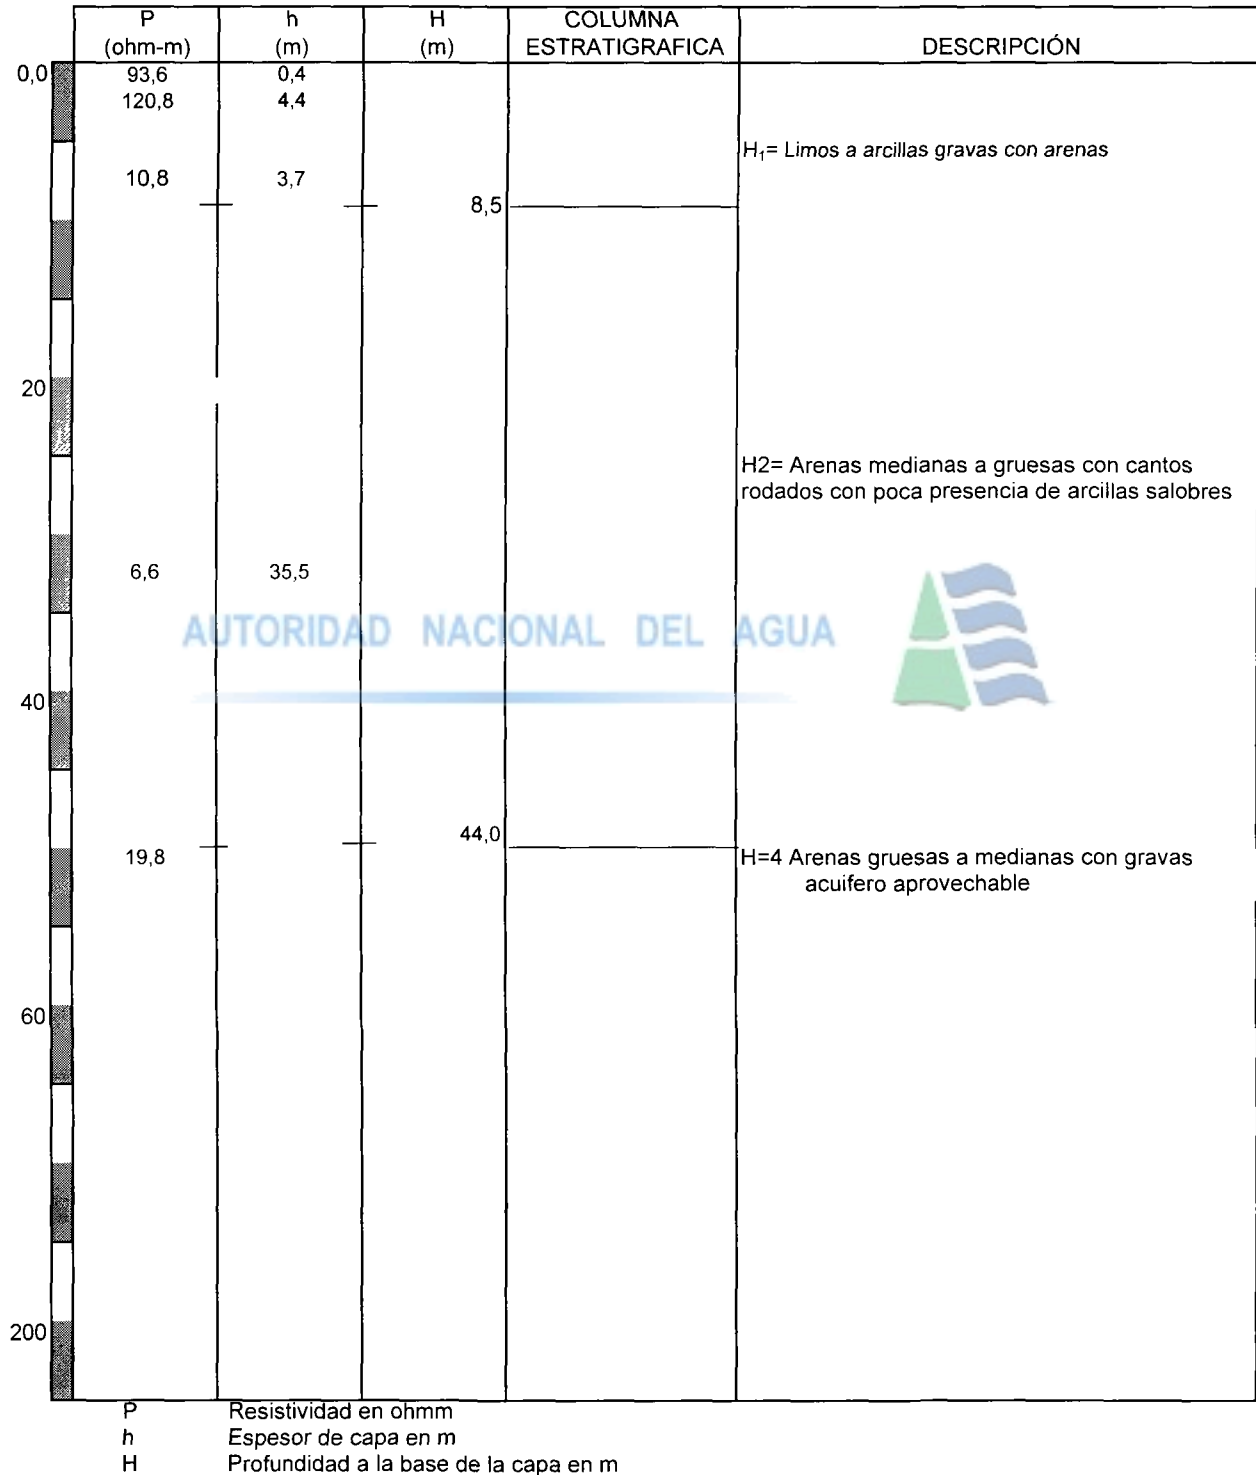 P h H COLUMNA
(ohm-m) (m) (m) ESTRATIGRAFICA DESCRIPCIÓN
0,0 93,6 0,4
120,8 4,4
H₁= Limos a arcillas gravas con arenas
10,8 3,7
8,5
20
H2= Arenas medianas a gruesas con cantos
rodados con poca presencia de arcillas salobres
6,6 35,5
AUTORIDAD NACIONAL DEL AGUA
40
44,0
19,8 H=4 Arenas gruesas a medianas con gravas
acuifero aprovechable
60
200
P Resistividad en ohmm
h Espesor de capa en m
H Profundidad a la base de la capa en m